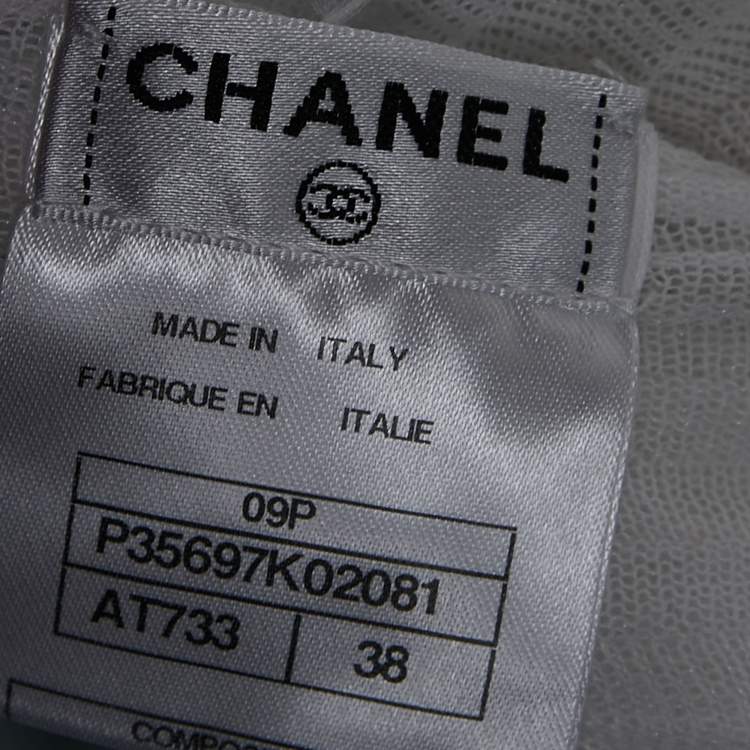 CHANEL
MADE IN ITALY
FABRIQUE EN ITALIE
09P
P35697K02081
AT733 38